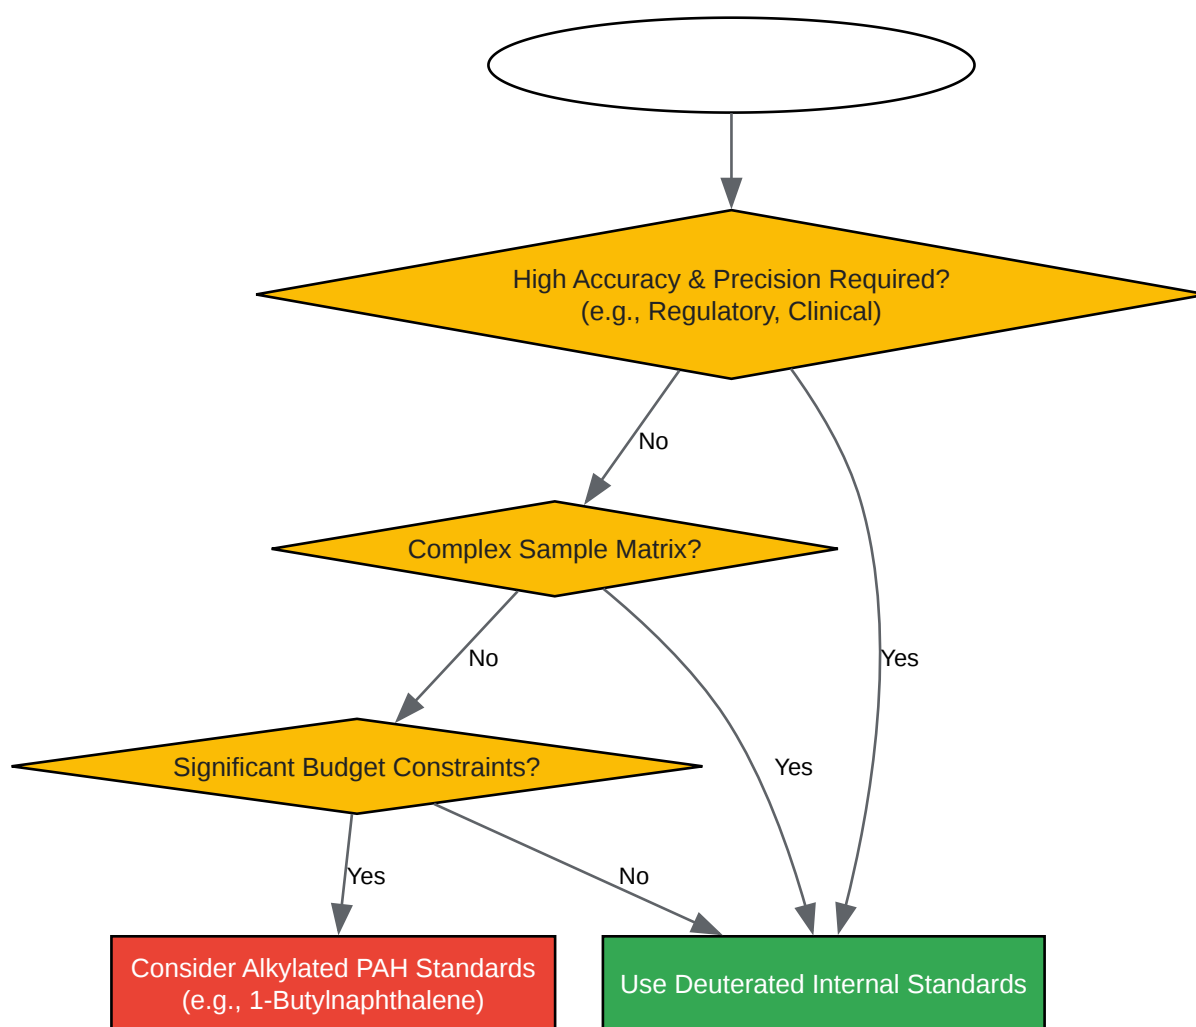 High Accuracy & Precision Required?
(e.g., Regulatory, Clinical)
No
Complex Sample Matrix?
No
Yes
Significant Budget Constraints?
Yes
Yes
No
Consider Alkylated PAH Standards
(e.g., 1-Butylnaphthalene)
Use Deuterated Internal Standards